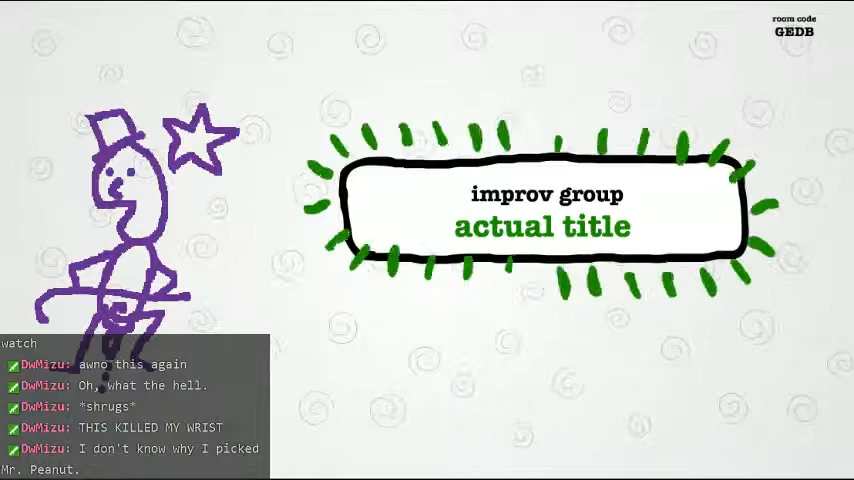 room code
GEDB
improv group
actual title
watch
DwMizu: awno this again
DwMizu: Oh, what the hell.
DwMizu: *shrugs*
DwMizu: THIS KILLED MY WRIST
DwMizu: I don't know why I picked
Mr. Peanut.